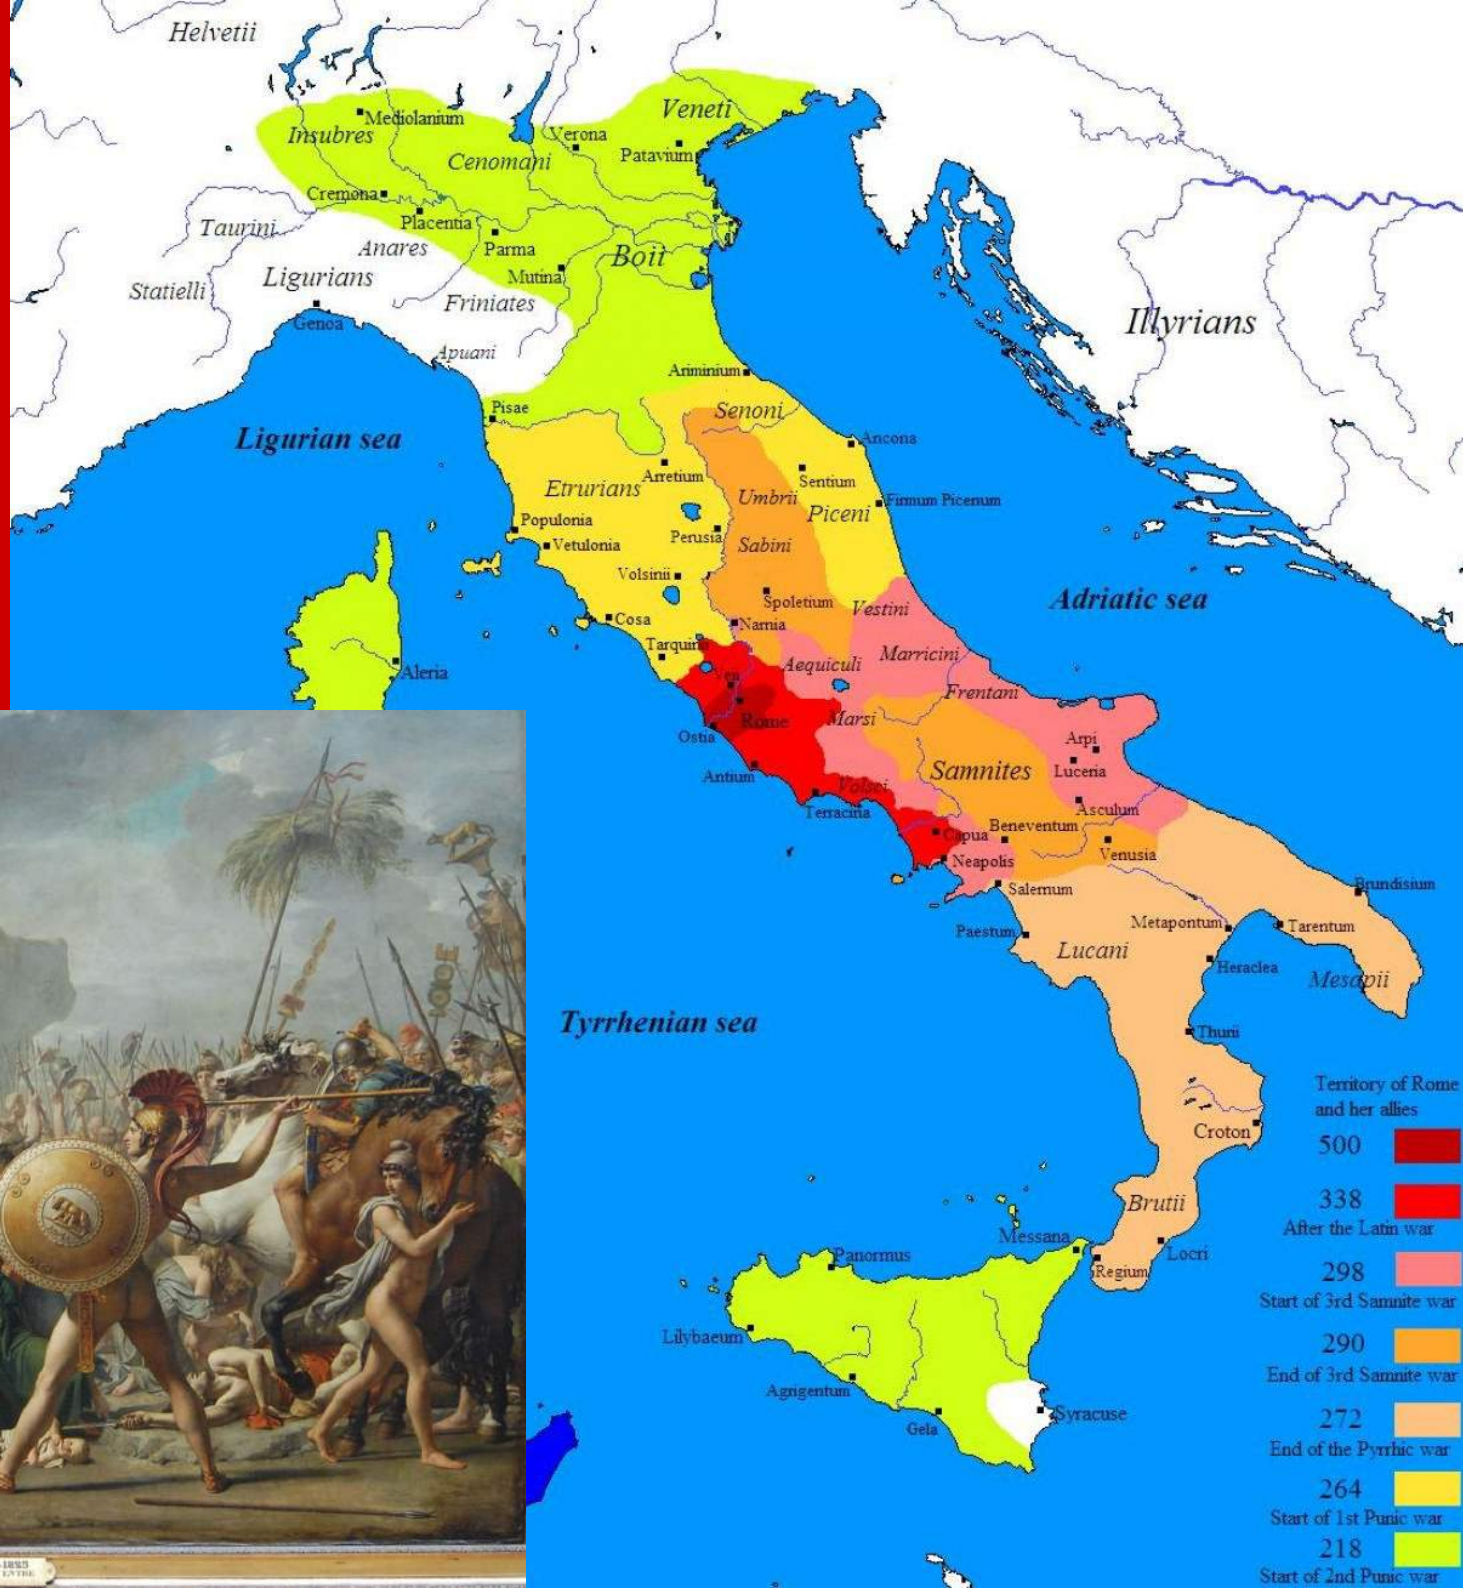 Helvetii
Mediolanium
Insubres
Veneti
Verona
Cenomani
Patavium
Cremona
Placentia
Taurini
Anares
Parma
Boii
Mutina
Ligurians
Statielli
Friniates
Genoa
Illyrians
Apuani
Ariminium
Pisae
Senoni
Ligurian sea
Ancona
Arretium
Sentium
Etrurians
Umbrii
Firmum Picenum
Piceni
Populonia
Perusia
Vetulonia
Sabini
Volsinii
Spoletium
Adriatic sea
Vestini
Cosa
Narnia
Tarquinii
Aequiculi
Marricini
Aleria
Veii
Frentani
Rome
Marsi
Ostia
Arpi
Samnites
Luceria
Antium
Volsci
Terracina
Asculum
Beneventum
Capua
Venusia
Neapolis
Salernum
Brundisium
Metapontum
Tarentum
Paestum
Lucani
Heraclea
Mesapii
Tyrrhenian sea
Thurii
Croton
Brutii
Messana
Locri
Panormus
Regium
Lilybaeum
Agrigentum
Gela
Syracuse
Territory of Rome
and her allies
500
338
After the Latin war
298
Start of 3rd Samnite war
290
End of 3rd Samnite war
272
End of the Pyrrhic war
264
Start of 1st Punic war
218
Start of 2nd Punic war